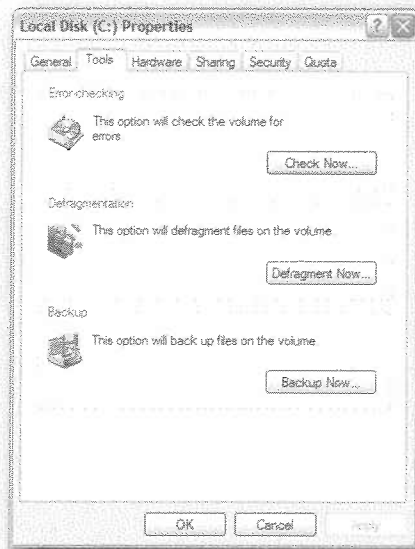 Local Disk (C:) Properties
General Tools Hardware Sharing Security Quota
Error-checking
This option will check the volume for
errors.
Check Now...
Defragmentation
This option will defragment files on the volume.
Defragment Now...
Backup
This option will back up files on the volume.
Backup Now...
OK Cancel Apply